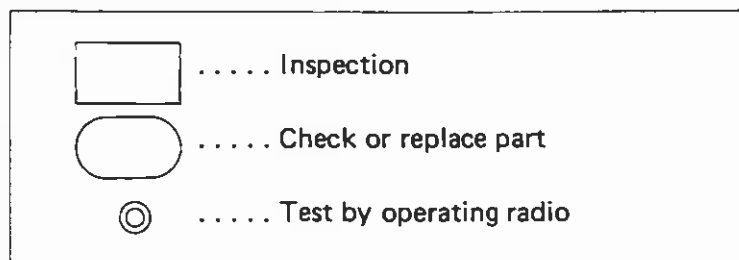 ..... Inspection
..... Check or replace part
..... Test by operating radio